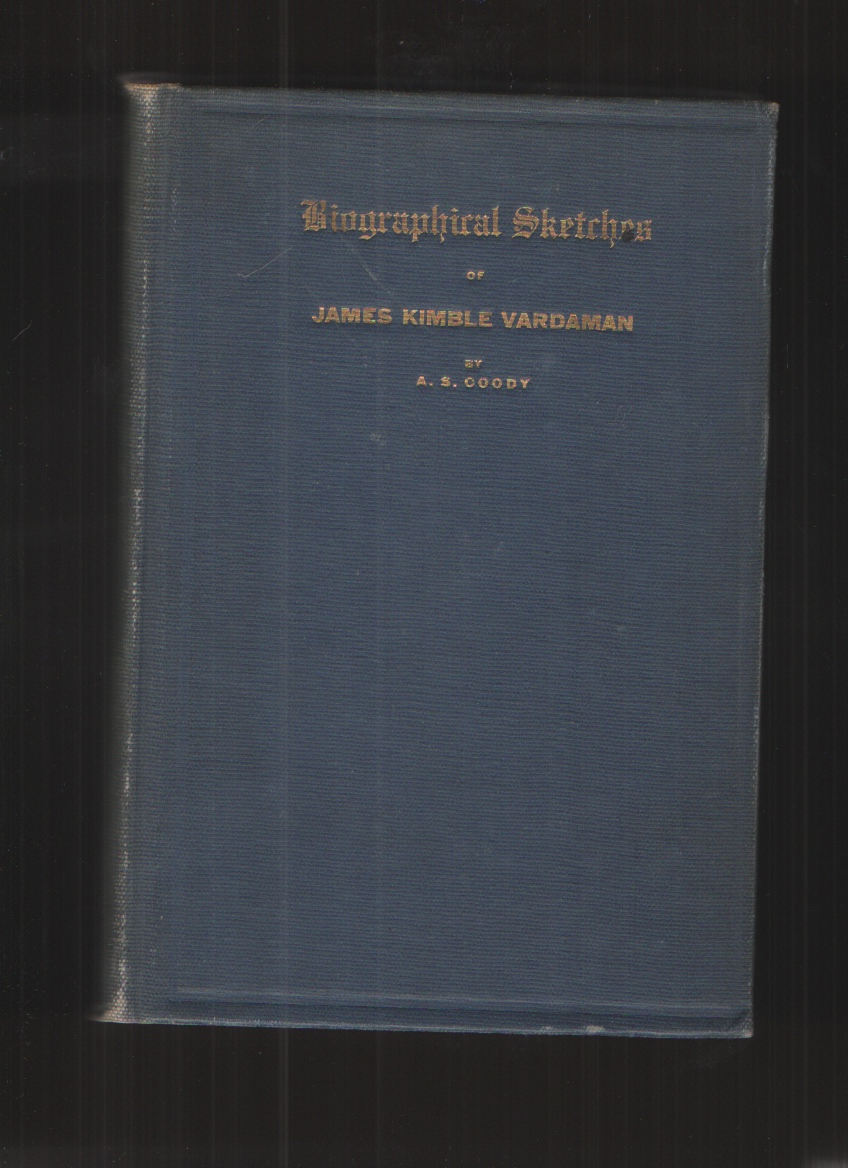 Biographical Sketches
OF
JAMES KIMBLE VARDAMAN
BY
A. S. COODY